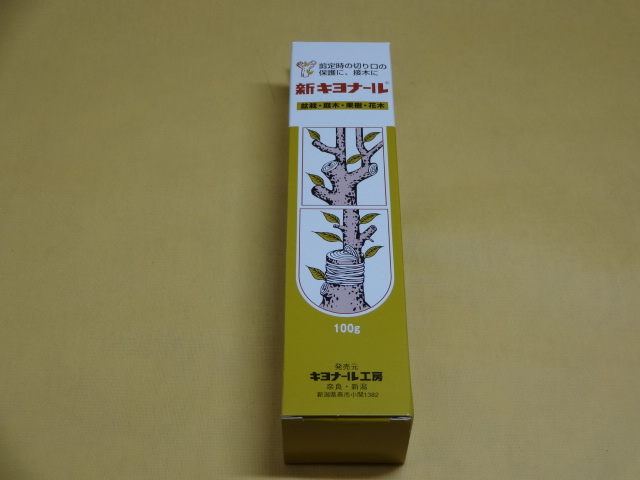 剪定時の切り口の
保護に、接木に
新キヨナール
盆栽・庭木・果樹・花木
100g
発売元
キヨナール工房
奈良・新潟
新潟県燕市小関1382